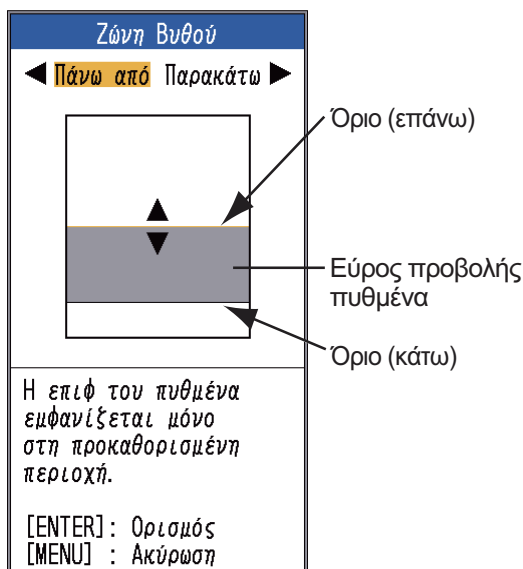 Ζώνη Βυθού
◀ Πάνω από Παρακάτω ▶
Όριο (επάνω)
Εύρος προβολής
πυθμένα
Όριο (κάτω)
Η επιφ του πυθμένα
εμφανίζεται μόνο
στη προκαθορισμένη
περιοχή.
[ENTER]: Ορισμός
[MENU] : Ακύρωση